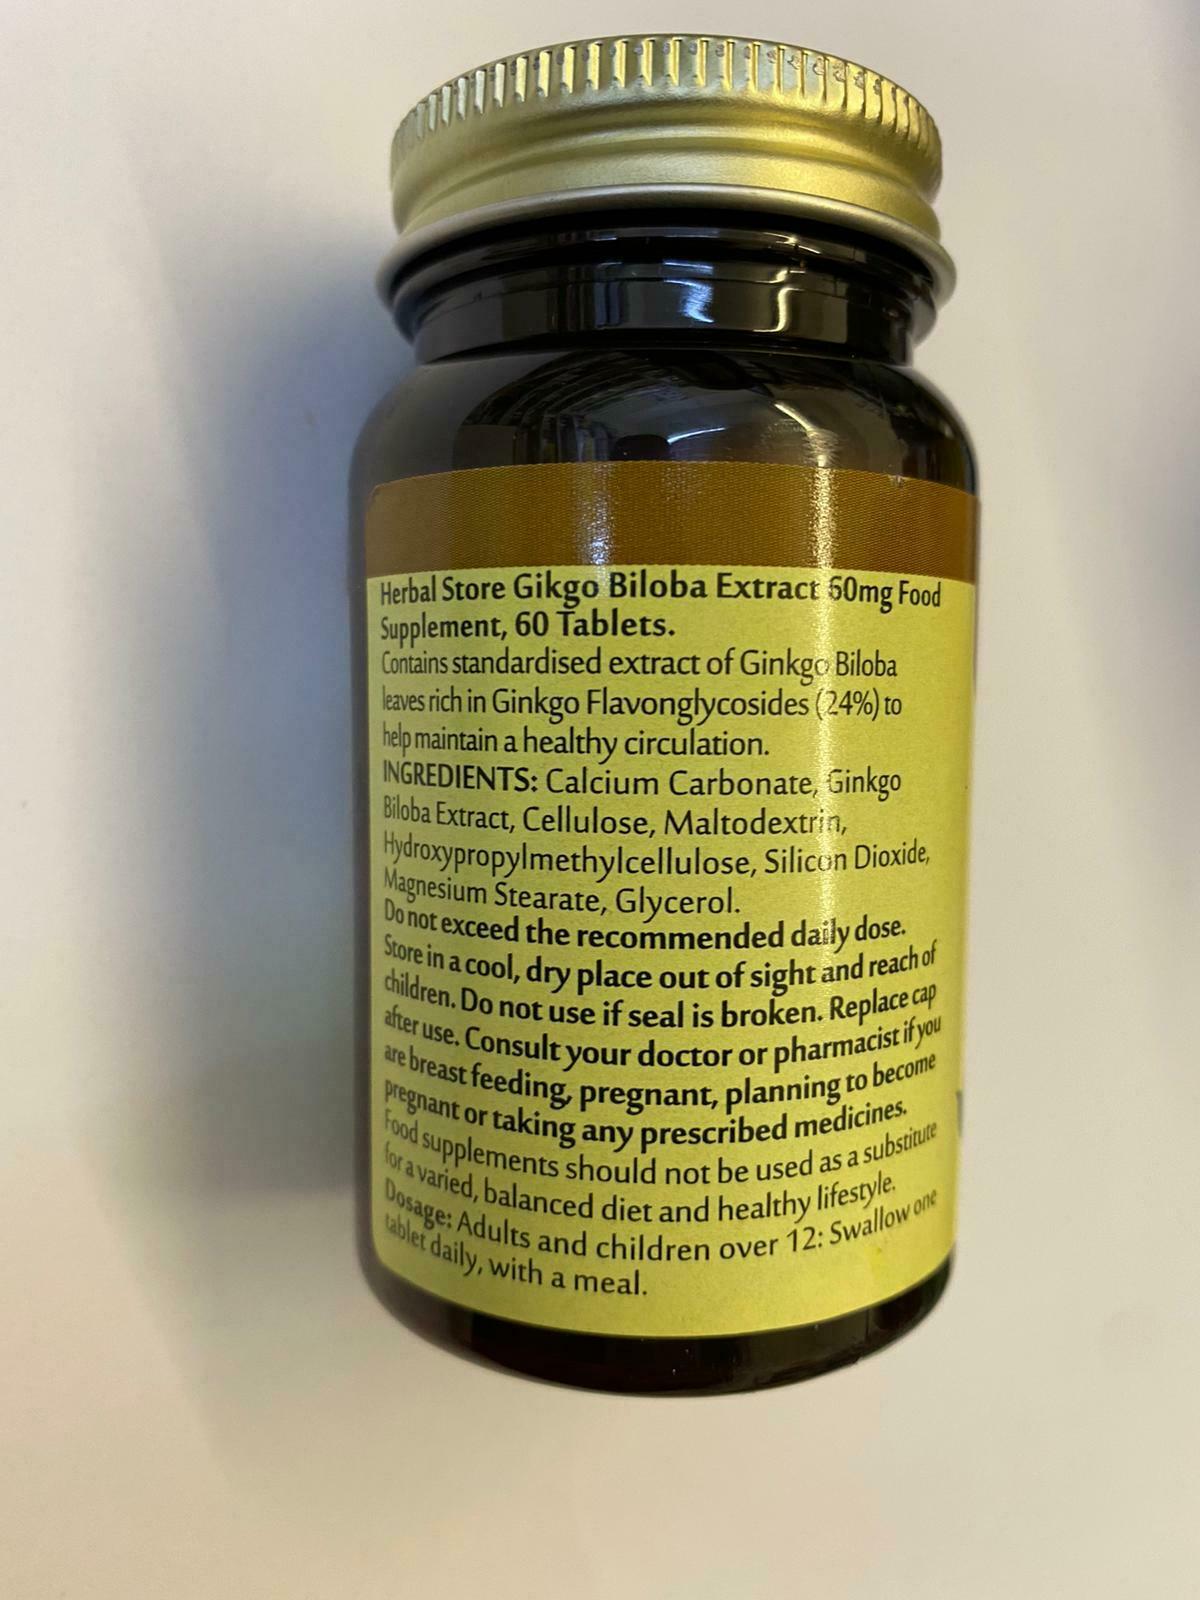 Herbal Store Gikgo Biloba Extract 60mg Food
Supplement, 60 Tablets.
Contains standardised extract of Ginkgo Biloba
leaves rich in Ginkgo Flavonglycosides (24%) to
help maintain a healthy circulation.
INGREDIENTS: Calcium Carbonate, Ginkgo
Biloba Extract, Cellulose, Maltodextrin,
Hydroxypropylmethylcellulose, Silicon Dioxide,
Magnesium Stearate, Glycerol.
Do not exceed the recommended daily dose.
Store in a cool, dry place out of sight and reach of
children. Do not use if seal is broken. Replace cap
after use. Consult your doctor or pharmacist if you
are breast feeding, pregnant, planning to become
pregnant or taking any prescribed medicines.
Food supplements should not be used as a substitute
for a varied, balanced diet and healthy lifestyle.
Dosage: Adults and children over 12: Swallow one
tablet daily, with a meal.